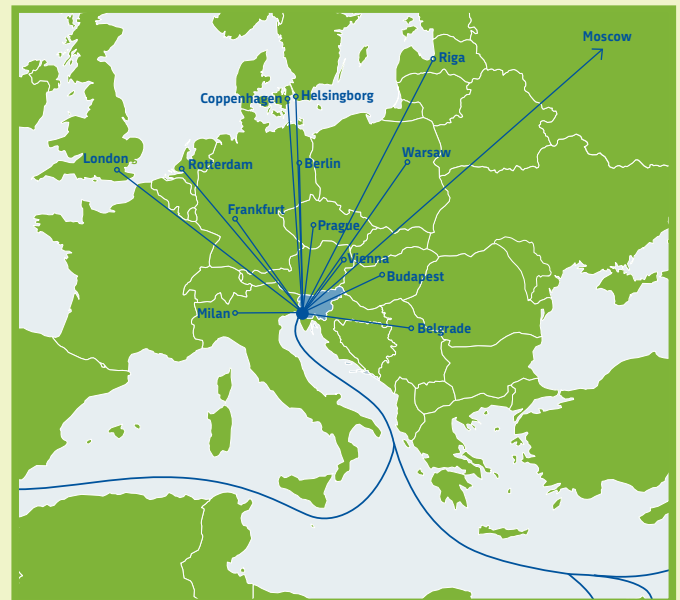 Moscow
Riga
Coppenhagen
Helsingborg
London
Rotterdam
Berlin
Warsaw
Frankfurt
Prague
Vienna
Budapest
Milan
Belgrade